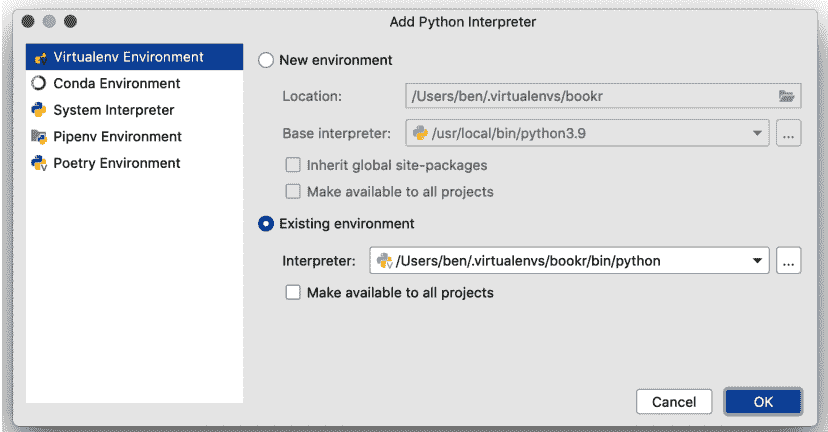 Add Python Interpreter
Virtualenv Environment
Conda Environment
System Interpreter
Pipenv Environment
Poetry Environment
New environment
Location: /Users/ben/.virtualenvs/bookr
Base interpreter: /usr/local/bin/python3.9 ...
Inherit global site-packages
Make available to all projects
Existing environment
Interpreter: /Users/ben/.virtualenvs/bookr/bin/python ...
Make available to all projects
Cancel OK